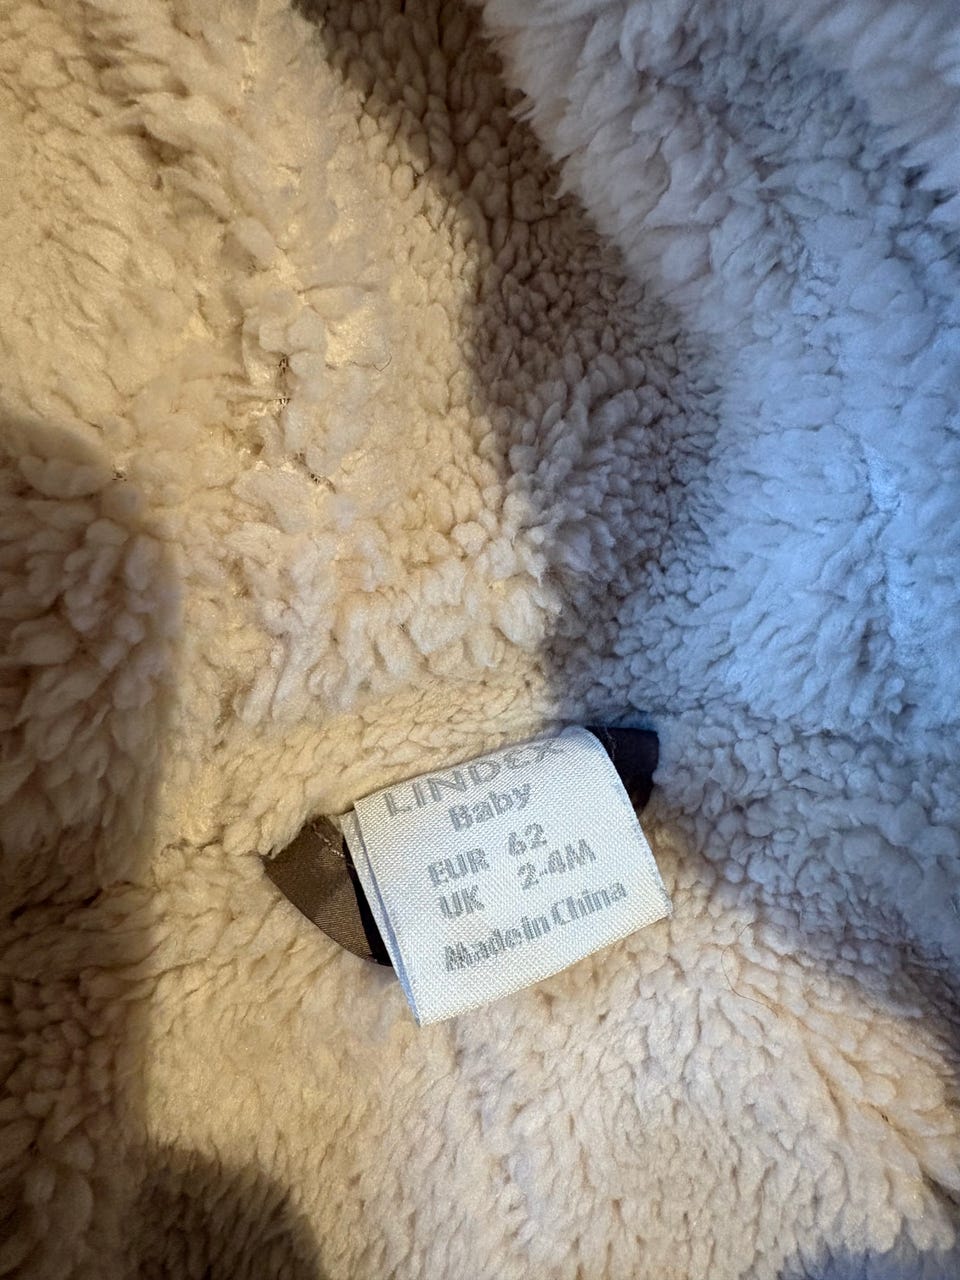 LINDEX
Baby
EUR 62
UK 2-4M
Made in China